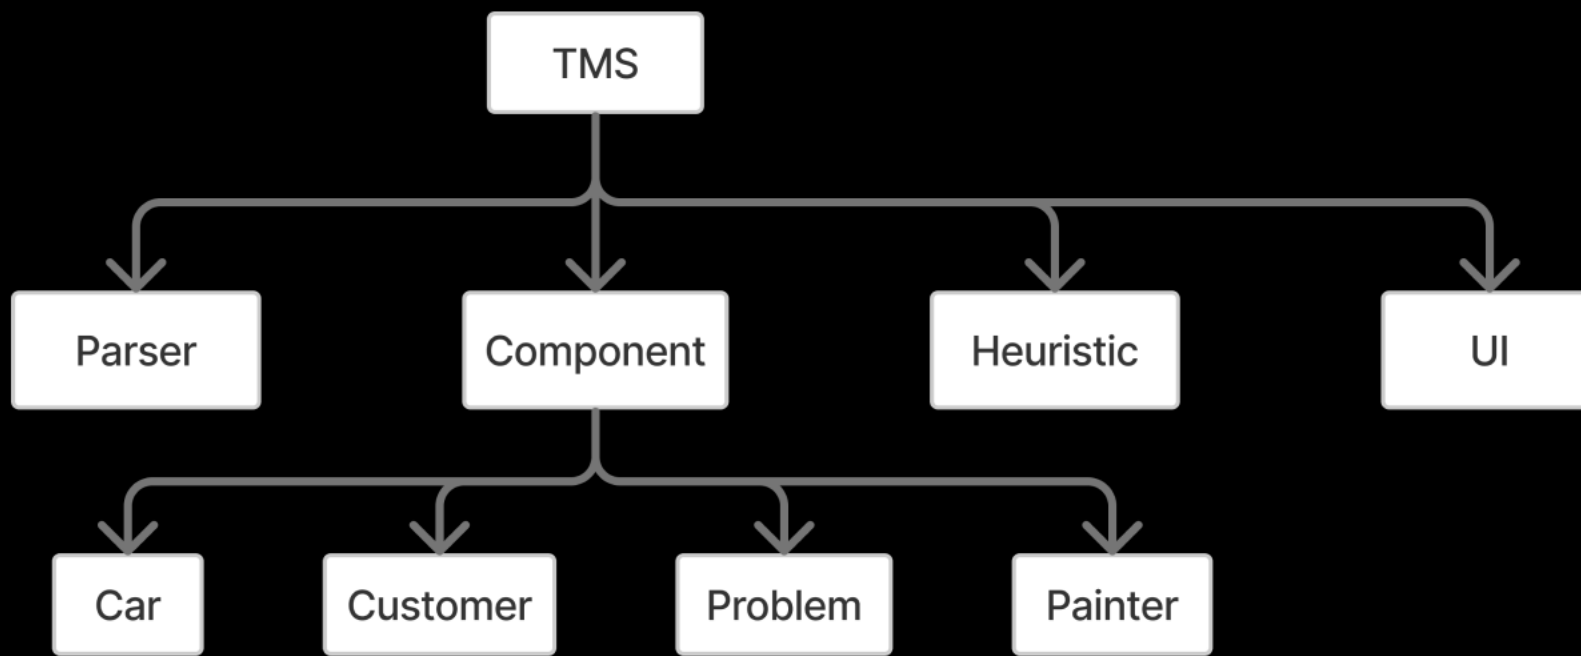 TMS
Parser
Component
Heuristic
UI
Car
Customer
Problem
Painter